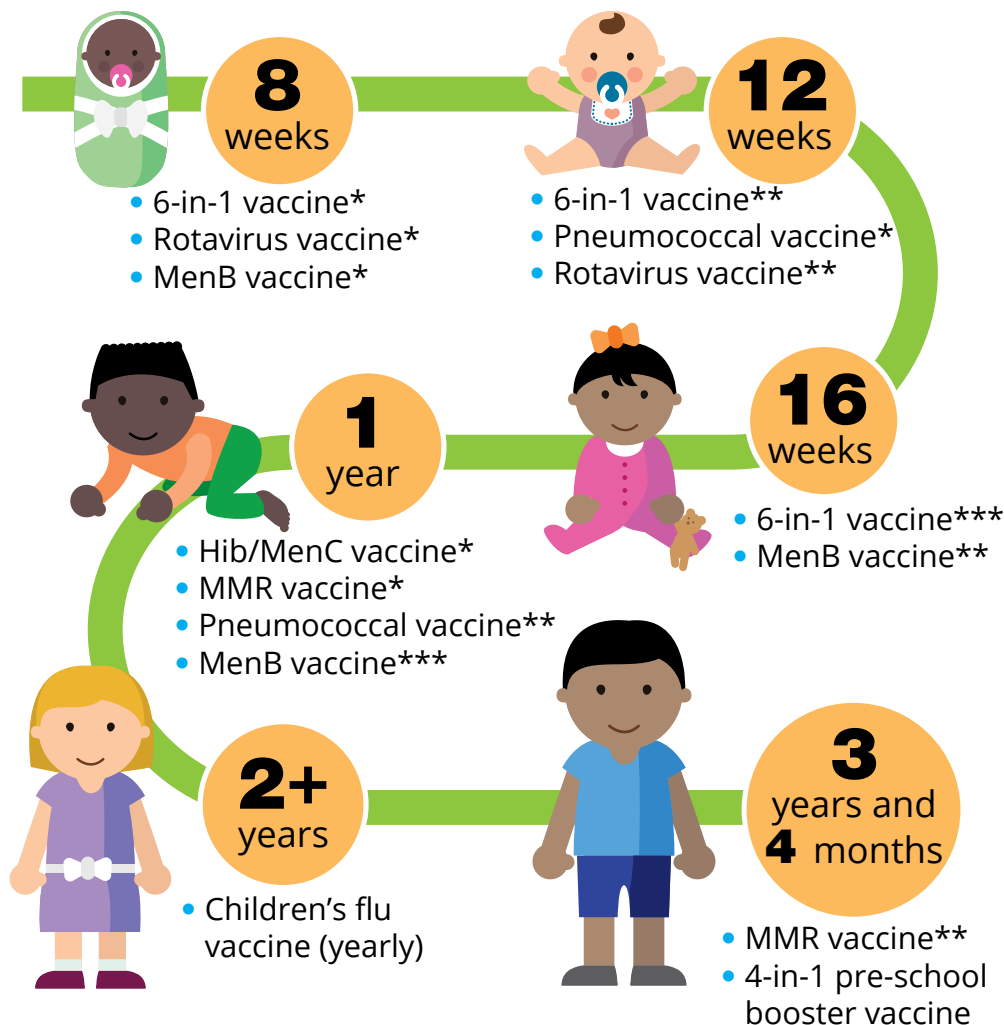 8
weeks
• 6-in-1 vaccine*
• Rotavirus vaccine*
• MenB vaccine*
12
weeks
• 6-in-1 vaccine**
• Pneumococcal vaccine*
• Rotavirus vaccine**
16
weeks
• 6-in-1 vaccine***
• MenB vaccine**
1
year
• Hib/MenC vaccine*
• MMR vaccine*
• Pneumococcal vaccine**
• MenB vaccine***
2+
years
• Children’s flu
vaccine (yearly)
3
years and
4 months
• MMR vaccine**
• 4-in-1 pre-school
booster vaccine